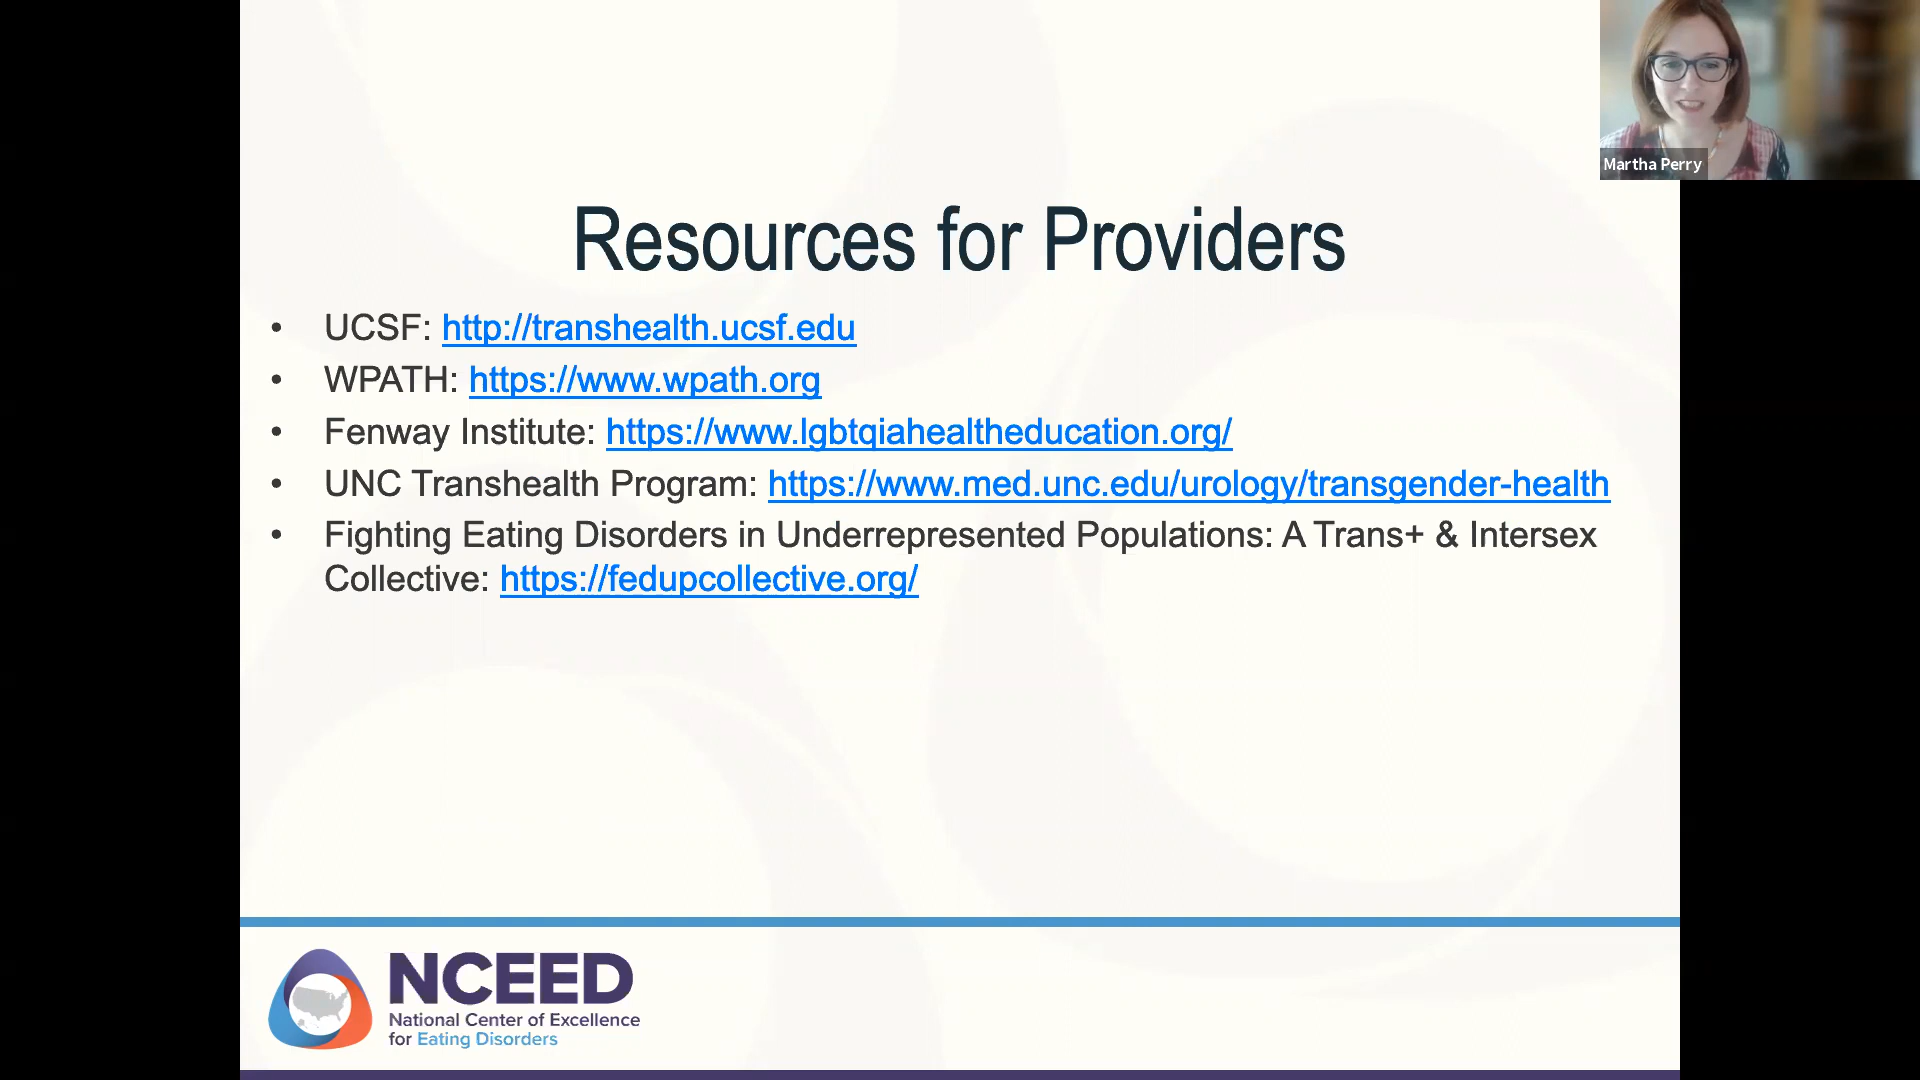 Martha Perry
Resources for Providers
• UCSF: http://transhealth.ucsf.edu
• WPATH: https://www.wpath.org
• Fenway Institute: https://www.lgbtqiahealtheducation.org/
• UNC Transhealth Program: https://www.med.unc.edu/urology/transgender-health
• Fighting Eating Disorders in Underrepresented Populations: A Trans+ & Intersex
Collective: https://fedupcollective.org/
NCEED
National Center of Excellence
for Eating Disorders